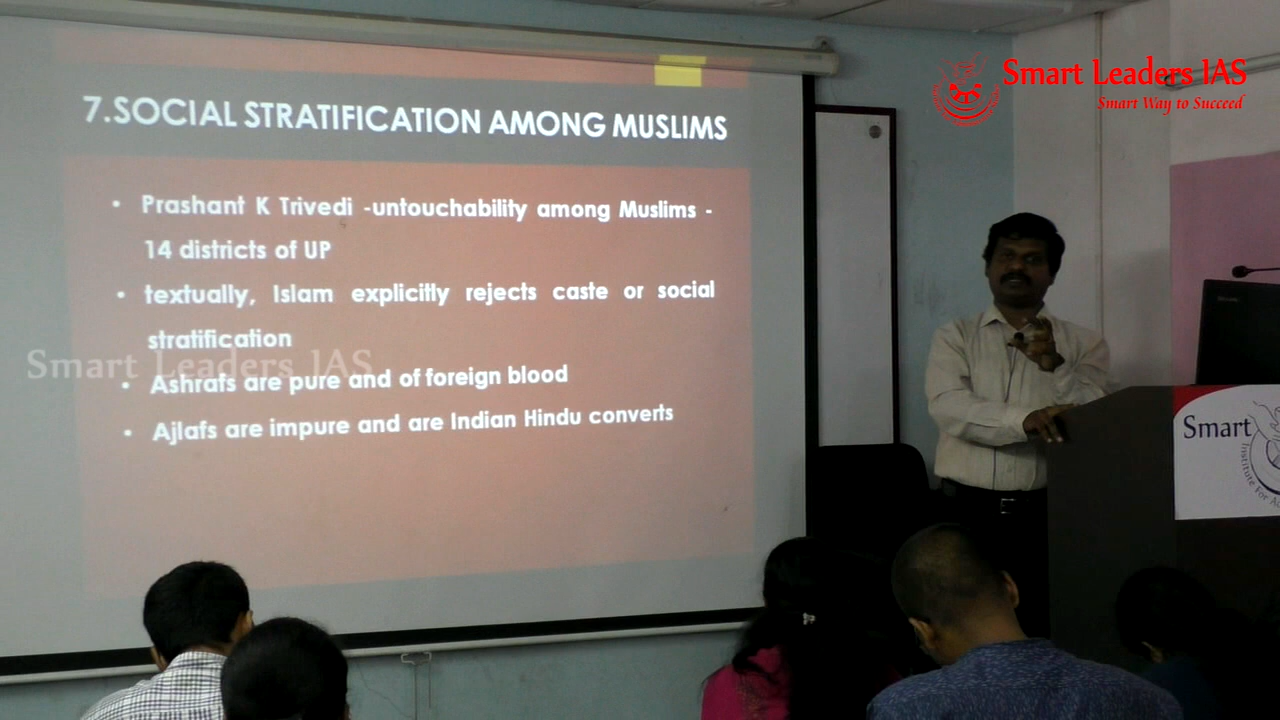 7.SOCIAL STRATIFICATION AMONG MUSLIMS
• Prashant K Trivedi -untouchability among Muslims -
14 districts of UP
• textually, Islam explicitly rejects caste or social
stratification
• Ashrafs are pure and of foreign blood
• Ajlafs are impure and are Indian Hindu converts
Smart Leaders IAS
Smart Leaders IAS
Smart Way to Succeed
Smart
Institute For